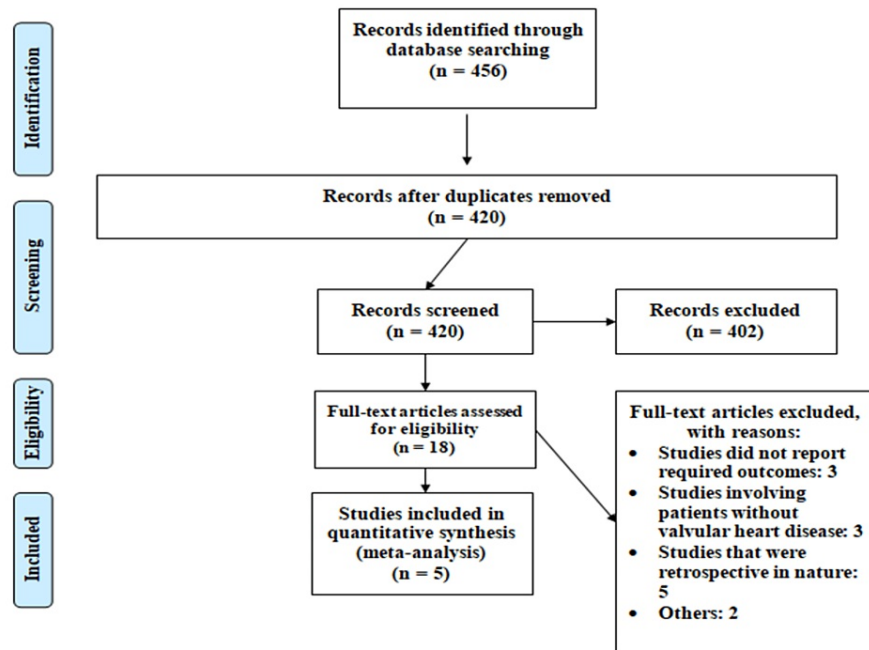 Identification
Records identified through
database searching
(n = 456)
Records after duplicates removed
(n = 420)
Screening
Records screened
(n = 420)
Records excluded
(n = 402)
Eligibility
Full-text articles assessed
for eligibility
(n = 18)
Full-text articles excluded,
with reasons:
• Studies did not report
required outcomes: 3
• Studies involving
patients without
valvular heart disease: 3
• Studies that were
retrospective in nature:
5
• Others: 2
Included
Studies included in
quantitative synthesis
(meta-analysis)
(n = 5)